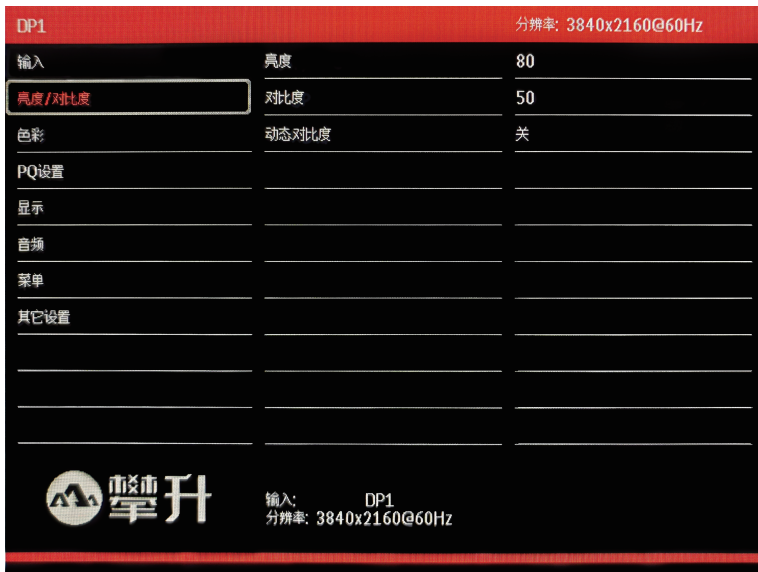 DP1 分辨率: 3840x2160@60Hz
输入 亮度 80
亮度/对比度 对比度 50
色彩 动态对比度 关
PQ设置
显示
音频
菜单
其它设置
攀升
输入: DP1
分辨率: 3840x2160@60Hz